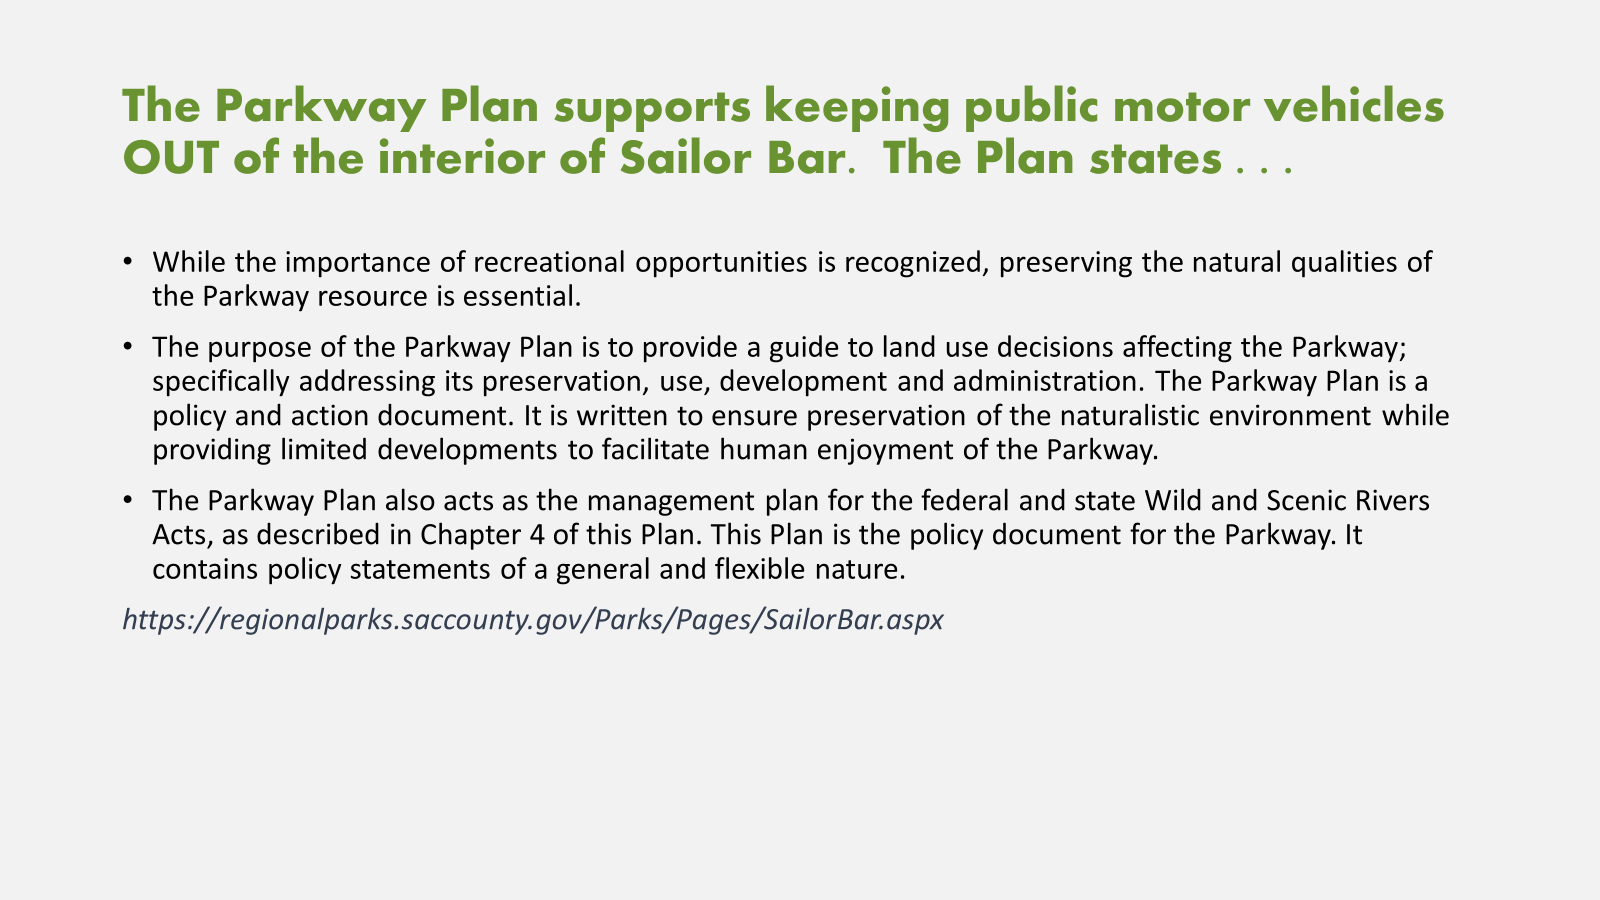 The Parkway Plan supports keeping public motor vehicles
OUT of the interior of Sailor Bar.  The Plan states . . .
• While the importance of recreational opportunities is recognized, preserving the natural qualities of
the Parkway resource is essential.
• The purpose of the Parkway Plan is to provide a guide to land use decisions affecting the Parkway;
specifically addressing its preservation, use, development and administration. The Parkway Plan is a
policy and action document. It is written to ensure preservation of the naturalistic environment while
providing limited developments to facilitate human enjoyment of the Parkway.
• The Parkway Plan also acts as the management plan for the federal and state Wild and Scenic Rivers
Acts, as described in Chapter 4 of this Plan. This Plan is the policy document for the Parkway. It
contains policy statements of a general and flexible nature.
https://regionalparks.saccounty.gov/Parks/Pages/SailorBar.aspx